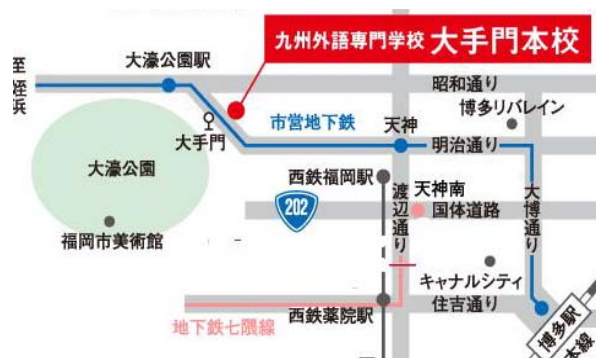 九州外語専門学校 大手門本校
大濠公園駅
昭和通り
至 姪浜
博多リバレイン
市営地下鉄
天神
大手門
明治通り
大濠公園
西鉄福岡駅
渡辺通り
天神南
大博通り
202
国体道路
福岡市美術館
キャナルシティ
住吉通り
地下鉄七隈線
西鉄薬院駅
博多駅
本線